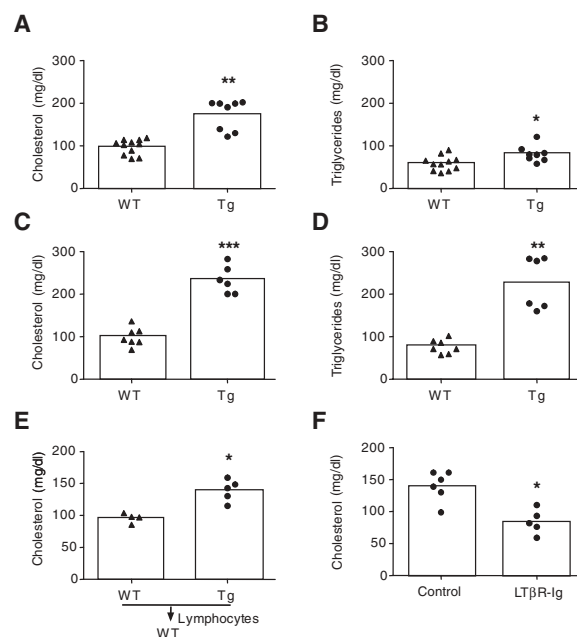 A
Cholesterol (mg/dl)
300
200
100
0
**
WT
Tg
B
Triglycerides (mg/dl)
300
200
100
0
*
WT
Tg
C
Cholesterol (mg/dl)
300
200
100
0
***
WT
Tg
D
Triglycerides (mg/dl)
300
200
100
0
**
WT
Tg
E
Cholesterol (mg/dl)
150
100
50
0
*
WT
Tg
Lymphocytes
WT
F
Cholesterol (mg/dl)
200
150
100
50
0
*
Control
LTβR-Ig